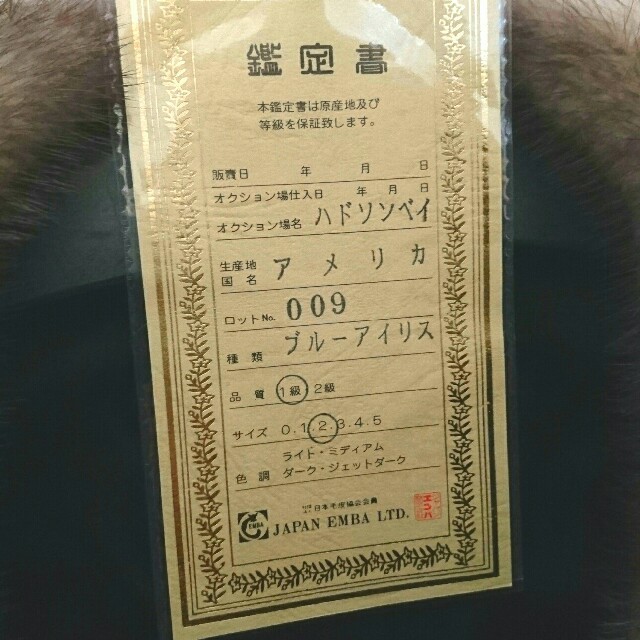 鑑定書
本鑑定書は原産地及び
等級を保証致します。
販売日 年 月 日
オクション場仕入日 年 月 日
オクション場名 ハドソンベイ
生産地
国名 アメリカ
ロットNo. 009
種類 ブルーアイリス
品質 1級・2級
サイズ 0.1.2.3.4.5
ライト・ミディアム
色調 ダーク・ジェットダーク
日本毛皮協会会員
EMBA JAPAN EMBA LTD.
エンバ